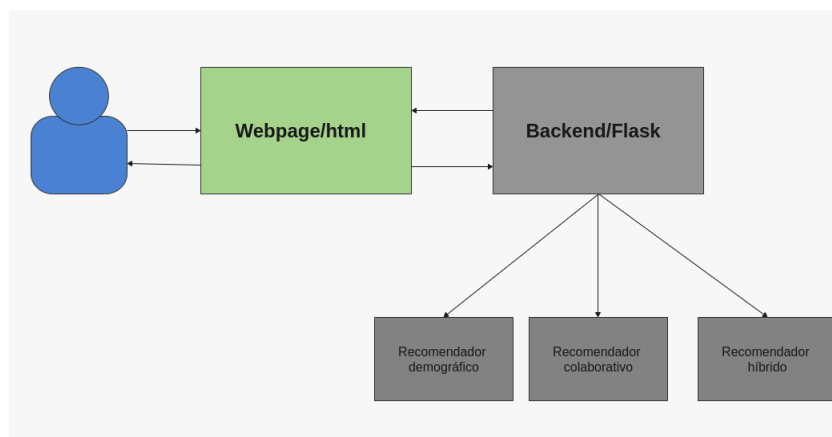 Webpage/html
Backend/Flask
Recomendador
demográfico
Recomendador
colaborativo
Recomendador
híbrido